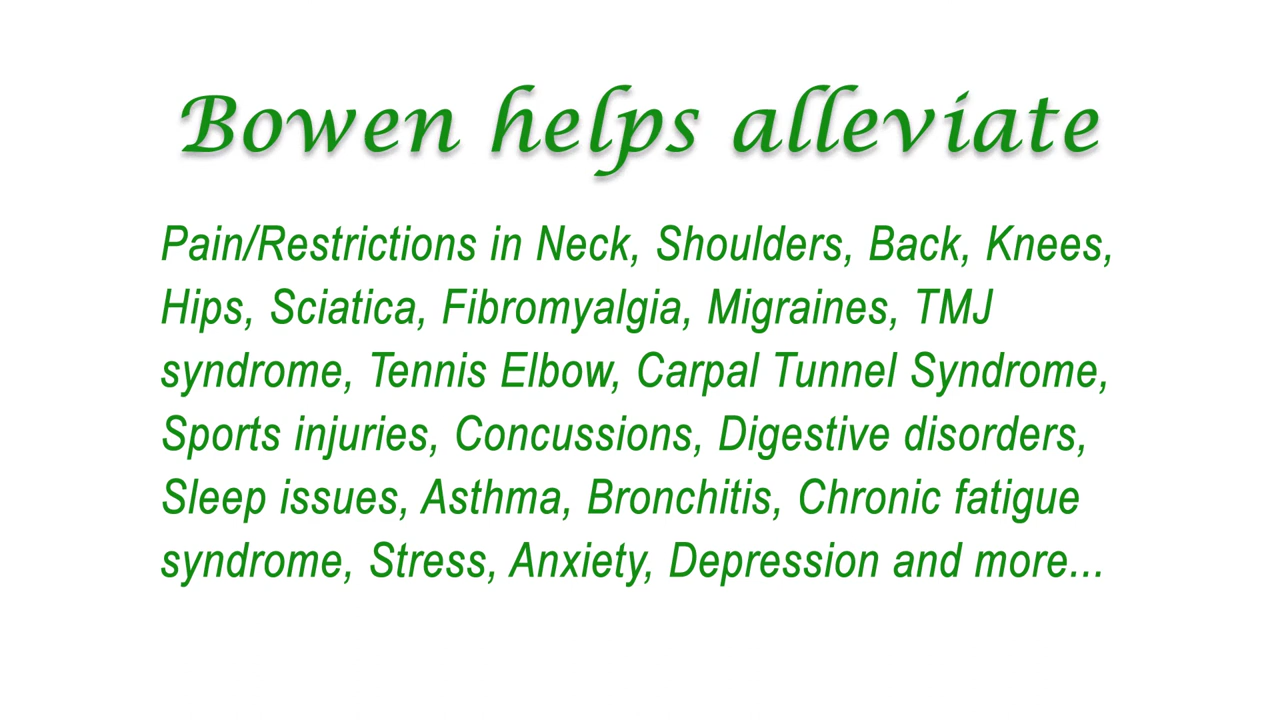 Bowen helps alleviate
Pain/Restrictions in Neck, Shoulders, Back, Knees,
Hips, Sciatica, Fibromyalgia, Migraines, TMJ
syndrome, Tennis Elbow, Carpal Tunnel Syndrome,
Sports injuries, Concussions, Digestive disorders,
Sleep issues, Asthma, Bronchitis, Chronic fatigue
syndrome, Stress, Anxiety, Depression and more...